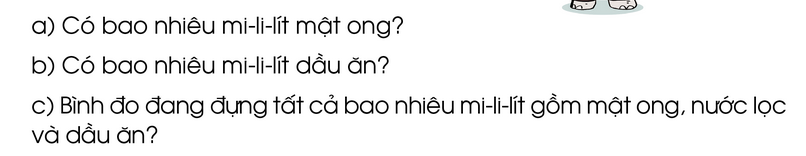 a) Có bao nhiêu mi-li-lít mật ong?
b) Có bao nhiêu mi-li-lít dầu ăn?
c) Bình đo đang đựng tất cả bao nhiêu mi-li-lít gồm mật ong, nước lọc
và dầu ăn?